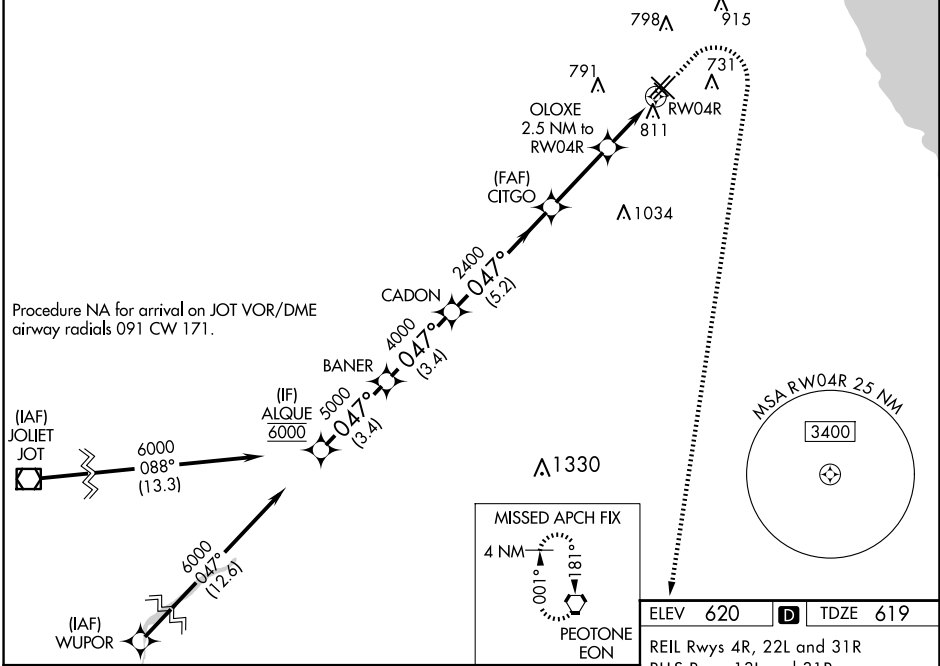 798
915
791
731
OLOXE
2.5 NM to
RW04R
RW04R
811
(FAF)
CITGO
1034
2400
047°
(5.2)
CADON
Procedure NA for arrival on JOT VOR/DME
airway radials 091 CW 171.
4000
047°
(3.4)
BANER
(IF)
ALQUE
6000
5000
047°
(3.4)
(IAF)
JOLIET
JOT
6000
088°
(13.3)
MSA RW04R 25 NM
3400
1330
6000
047°
(12.6)
(IAF)
WUPOR
MISSED APCH FIX
4 NM
001°
181°
PEOTONE
EON
ELEV 620 D TDZE 619
REIL Rwys 4R, 22L and 31R